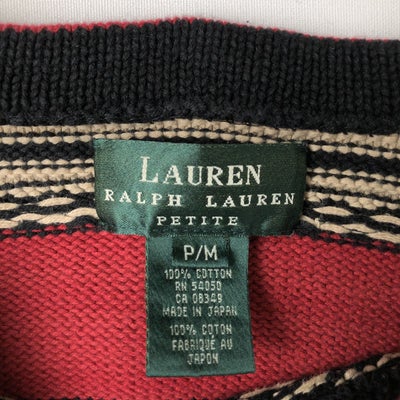 LAUREN
RALPH LAUREN
PETITE
P/M
100% COTTON
RN 54050
CA 08349
MADE IN JAPAN
100% COTON
FABRIQUÉ AU
JAPON